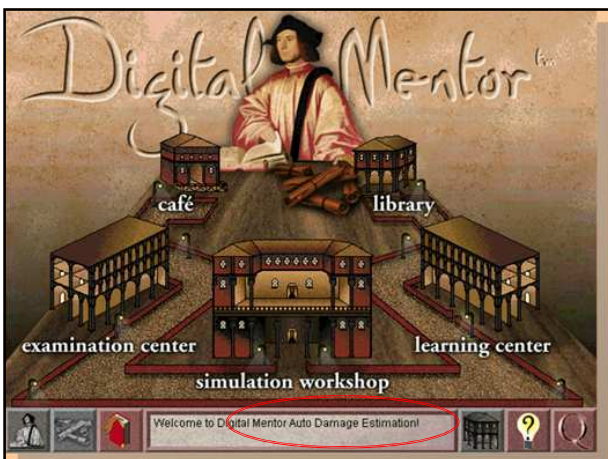 Digital Mentor tm
café
library
examination center
learning center
simulation workshop
Welcome to Digital Mentor Auto Damage Estimation!
?
Q